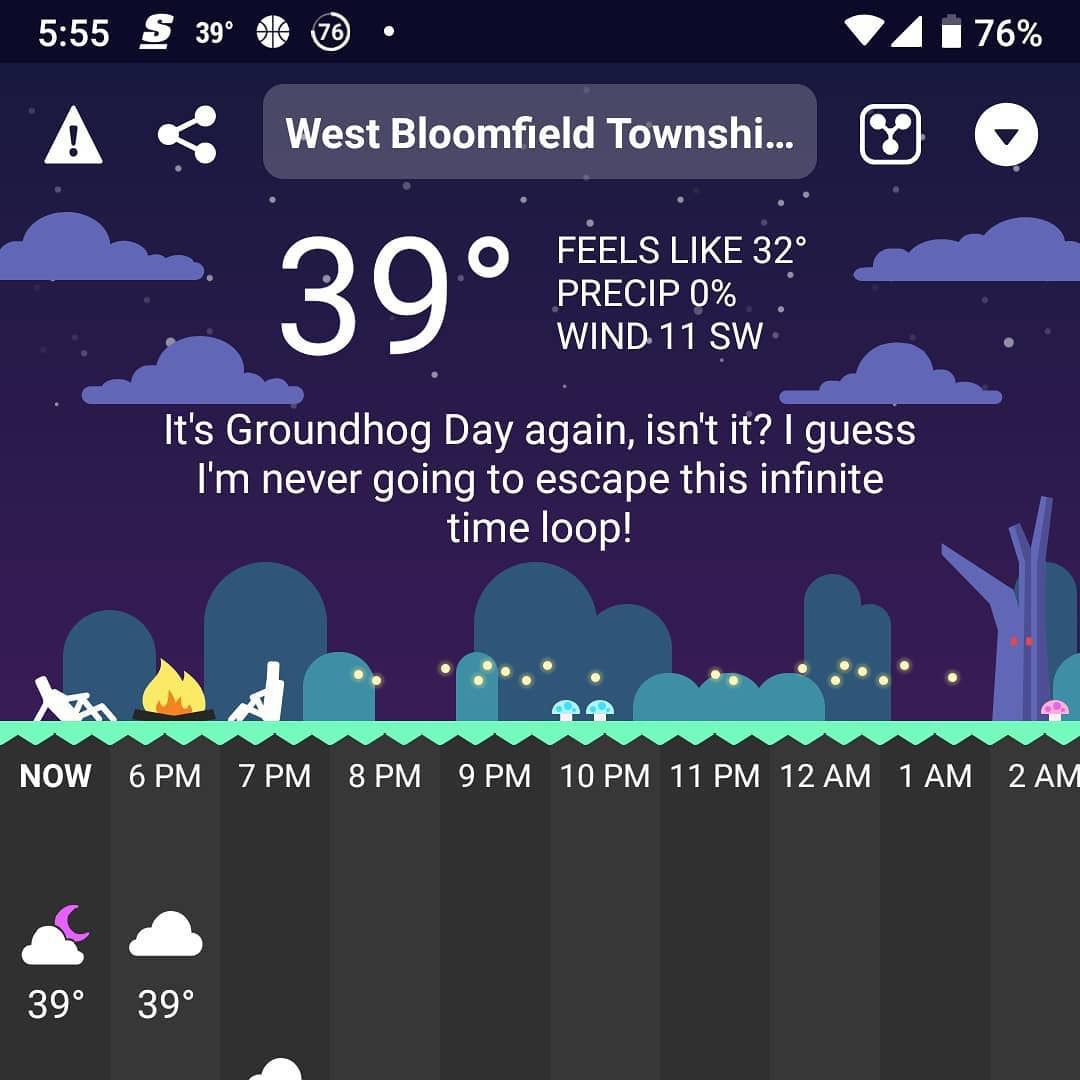 5:55 S 39° 76 76%
West Bloomfield Townshi...
39°
FEELS LIKE 32°
PRECIP 0%
WIND 11 SW
It's Groundhog Day again, isn't it? I guess
I'm never going to escape this infinite
time loop!
NOW 6 PM 7 PM 8 PM 9 PM 10 PM 11 PM 12 AM 1 AM 2 AM
39° 39°